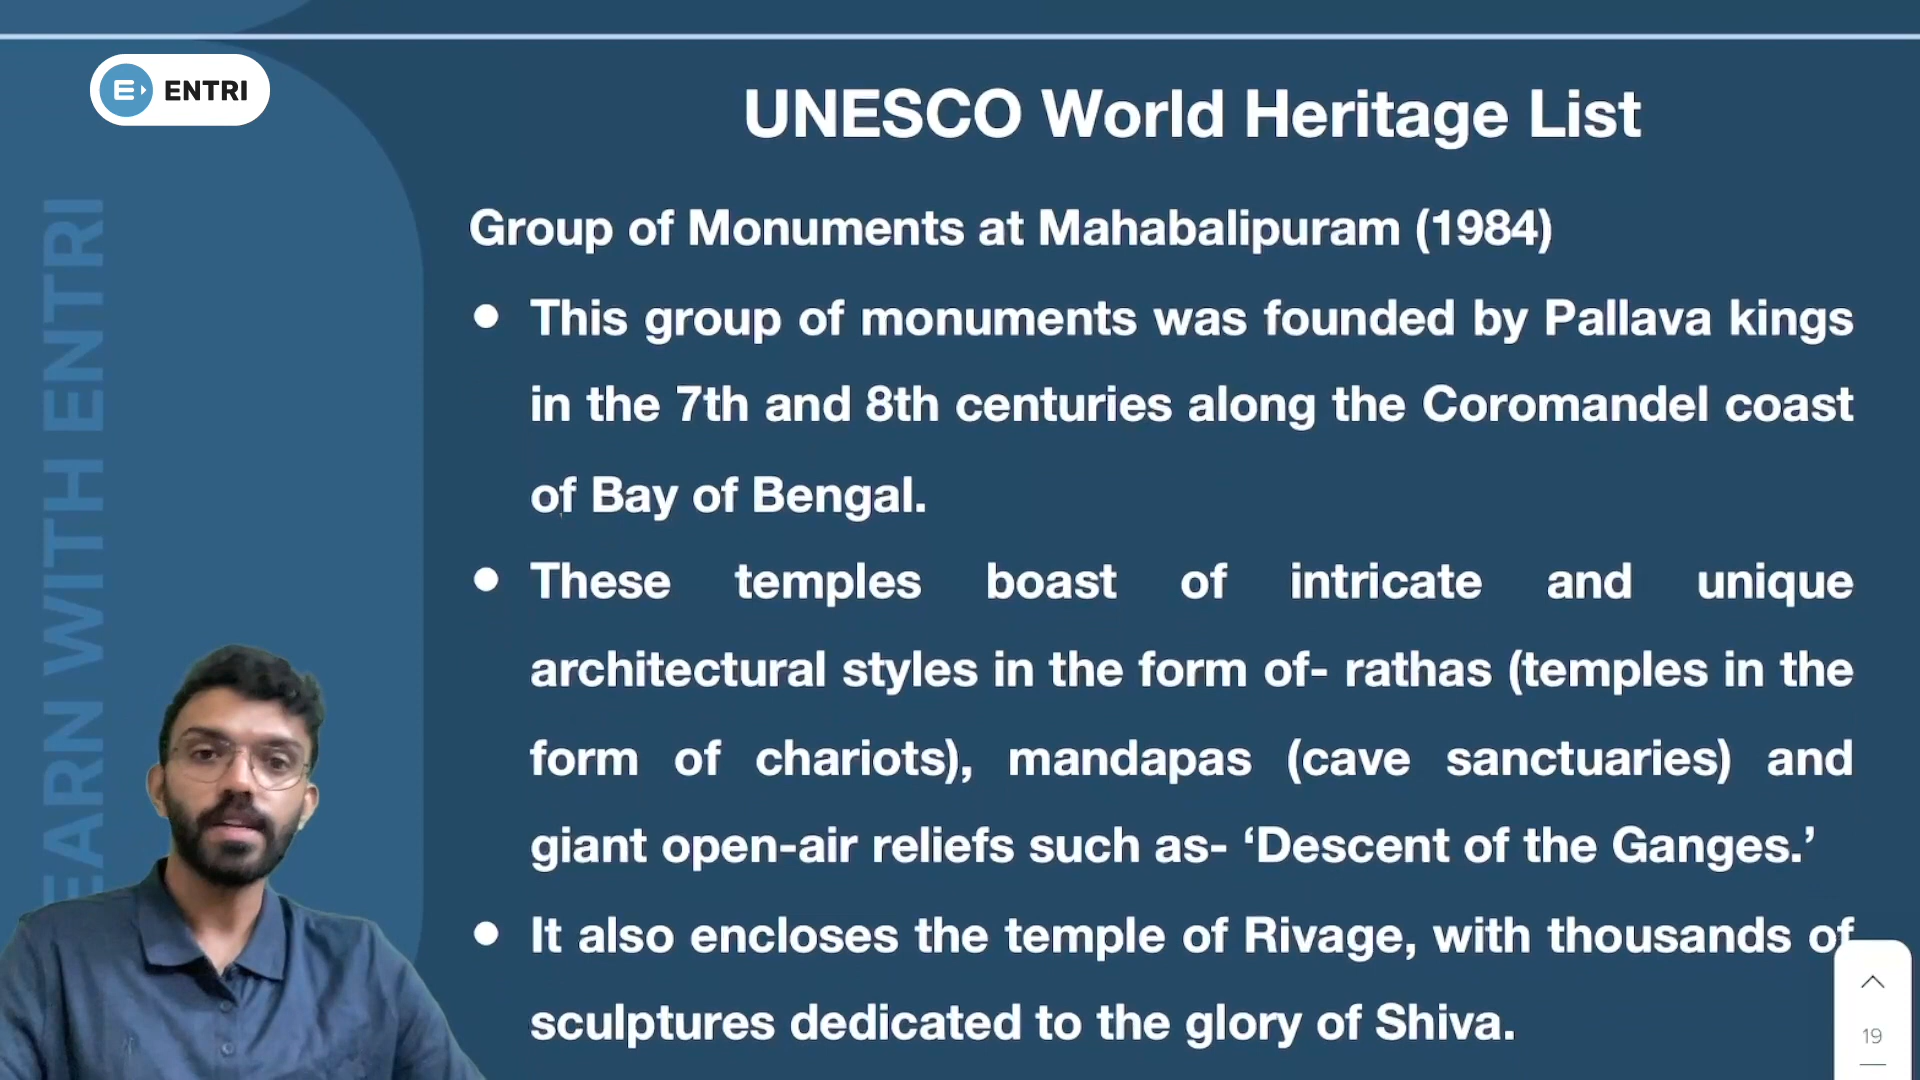 ENTRI
UNESCO World Heritage List
Group of Monuments at Mahabalipuram (1984)
● This group of monuments was founded by Pallava kings
in the 7th and 8th centuries along the Coromandel coast
of Bay of Bengal.
● These temples boast of intricate and unique
architectural styles in the form of- rathas (temples in the
form of chariots), mandapas (cave sanctuaries) and
giant open-air reliefs such as- ‘Descent of the Ganges.’
● It also encloses the temple of Rivage, with thousands of
sculptures dedicated to the glory of Shiva.
EARN WITH ENTRI
19